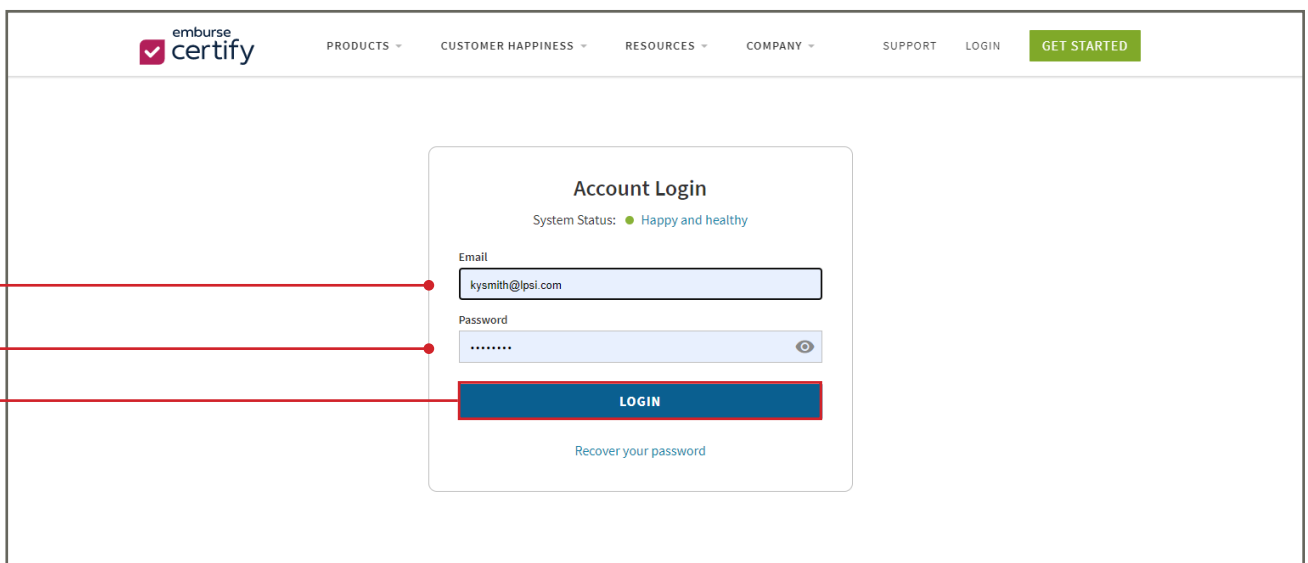 emburse
certify
PRODUCTS CUSTOMER HAPPINESS RESOURCES COMPANY SUPPORT LOGIN GET STARTED
Account Login
System Status: Happy and healthy
Email
kysmith@lpsi.com
Password
........
LOGIN
Recover your password